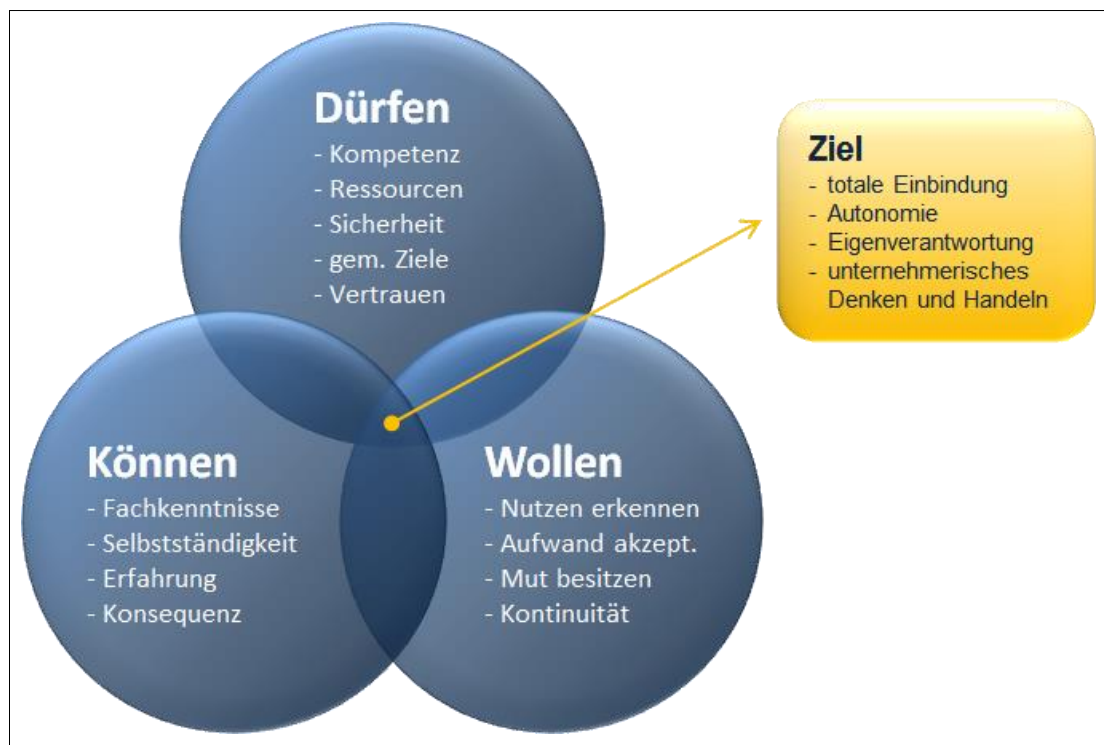 Dürfen
- Kompetenz
- Ressourcen
- Sicherheit
- gem. Ziele
- Vertrauen
Ziel
- totale Einbindung
- Autonomie
- Eigenverantwortung
- unternehmerisches
Denken und Handeln
Können
- Fachkenntnisse
- Selbstständigkeit
- Erfahrung
- Konsequenz
Wollen
- Nutzen erkennen
- Aufwand akzept.
- Mut besitzen
- Kontinuität